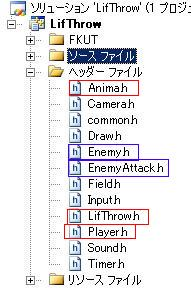 ソリューション 'LifThrow' (1 プロジ
LifThrow
FKUT
ソース ファイル
ヘッダー ファイル
Anima.h
Camera.h
common.h
Draw.h
Enemy.h
EnemyAttack.h
Field.h
Input.h
LifThrow.h
Player.h
Sound.h
Timer.h
リソース ファイル